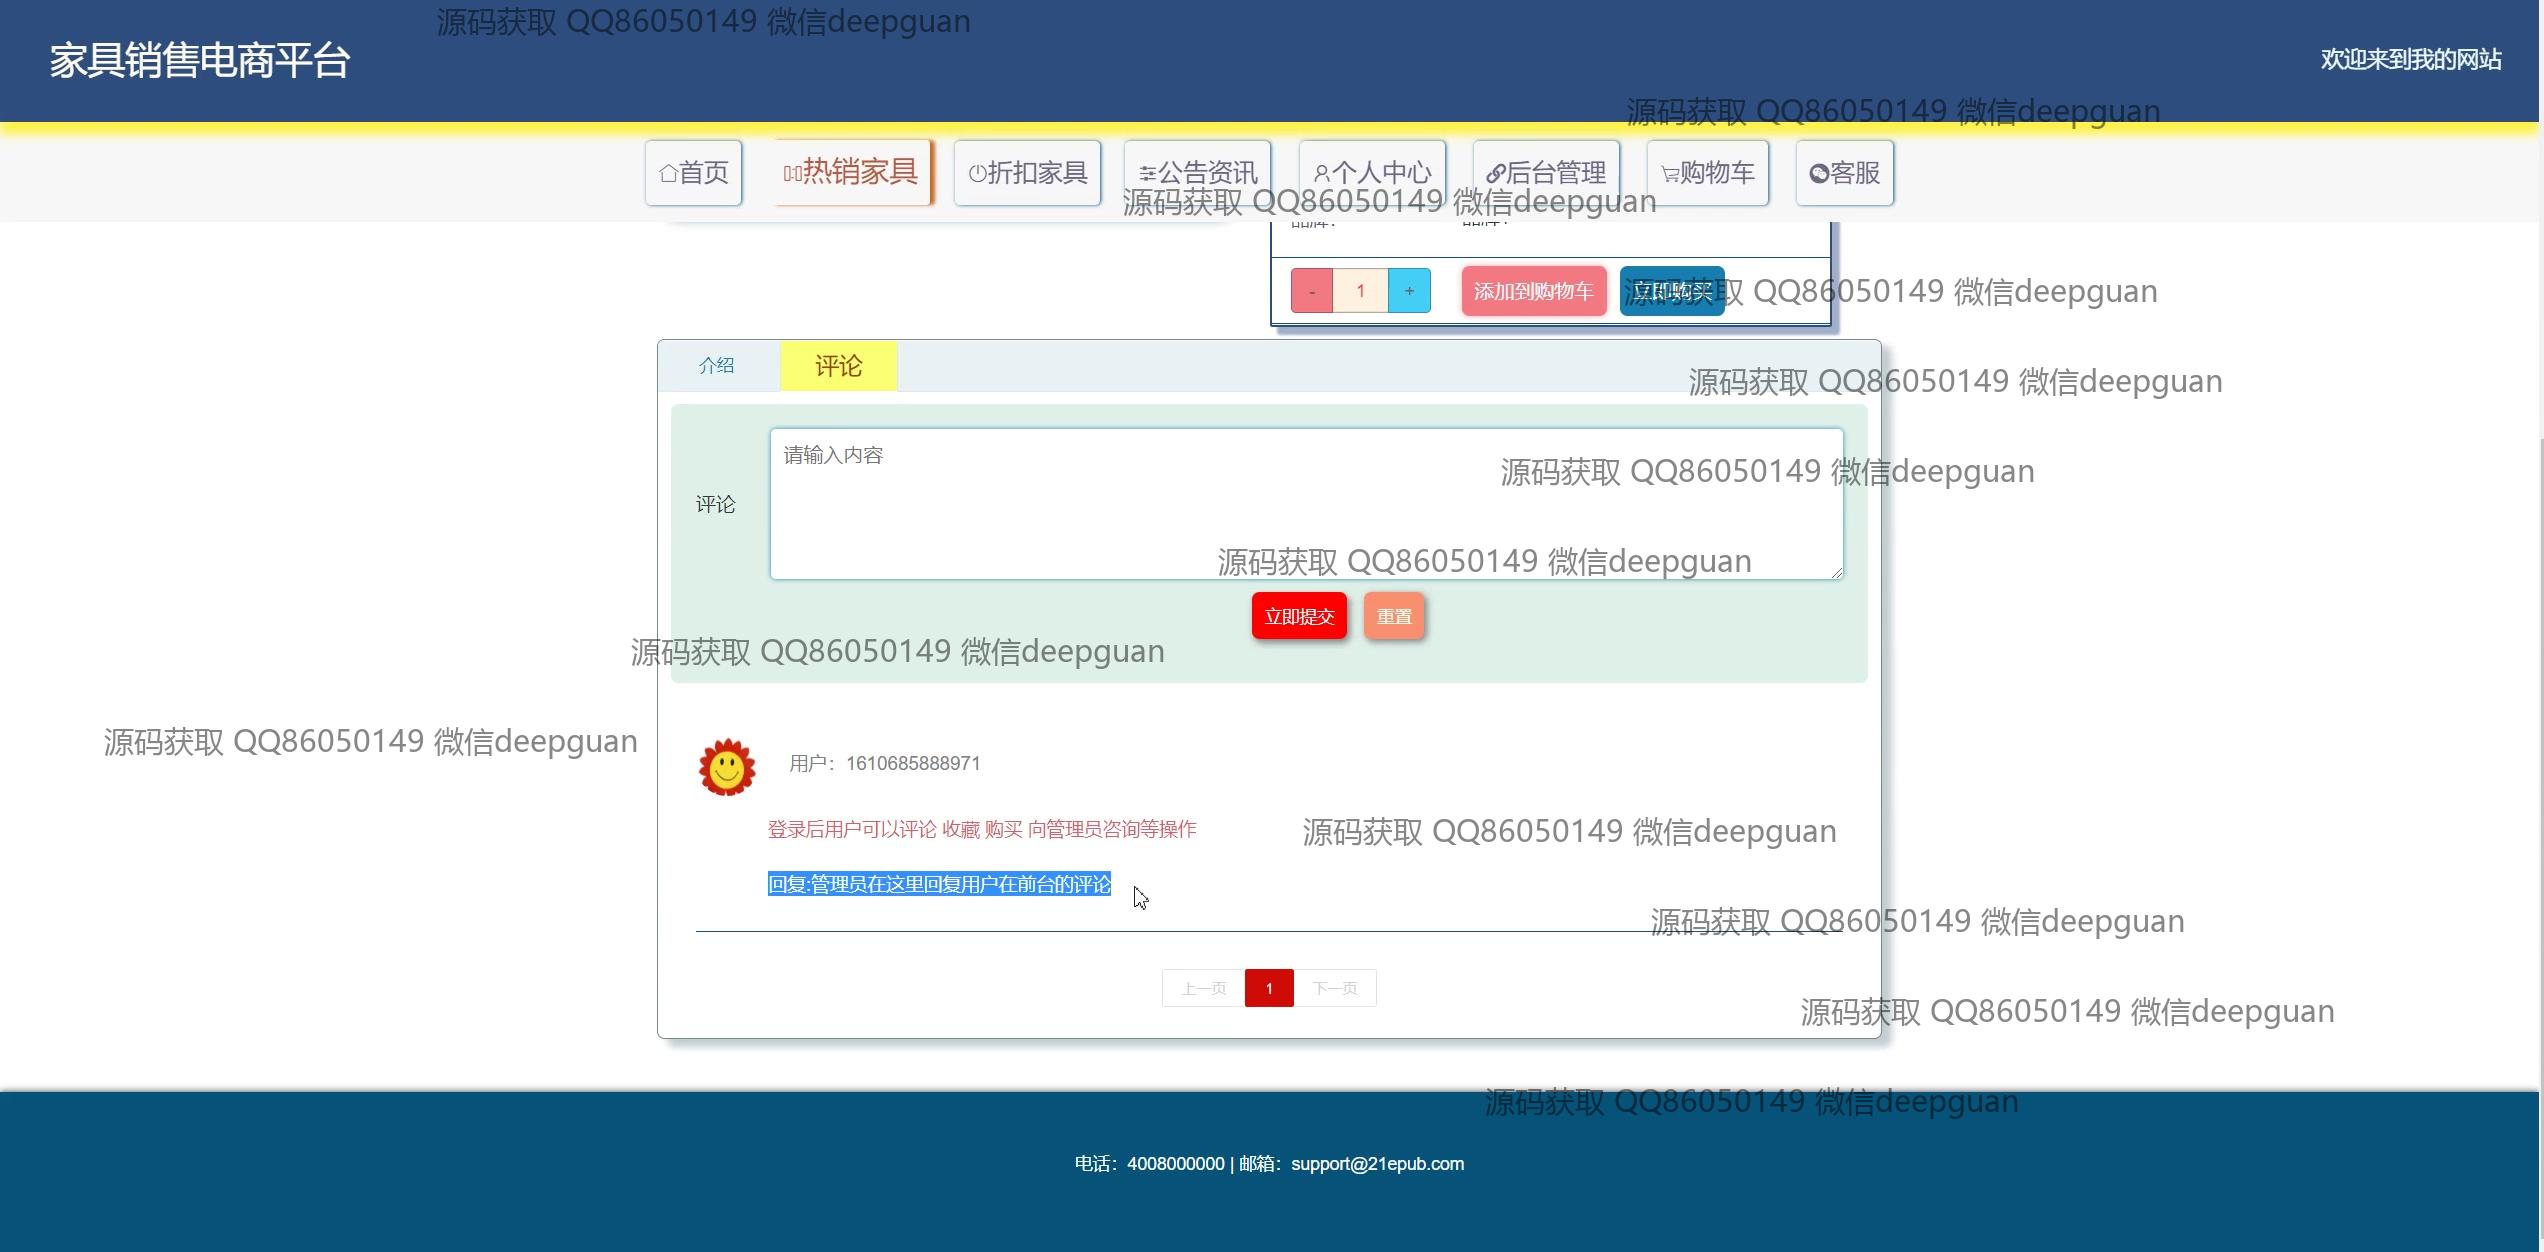 源码获取 QQ86050149 微信deepguan
家具销售电商平台
欢迎来到我的网站
源码获取 QQ86050149 微信deepguan
首页
热销家具
折扣家具
公告资讯
个人中心
后台管理
购物车
客服
源码获取 QQ86050149 微信deepguan
品牌:
品牌:
- 1 +
添加到购物车
立即购买
源码获取 QQ86050149 微信deepguan
介绍
评论
源码获取 QQ86050149 微信deepguan
请输入内容
源码获取 QQ86050149 微信deepguan
评论
源码获取 QQ86050149 微信deepguan
立即提交
重置
源码获取 QQ86050149 微信deepguan
源码获取 QQ86050149 微信deepguan
用户：1610685888971
登录后用户可以评论 收藏 购买 向管理员咨询等操作
源码获取 QQ86050149 微信deepguan
回复:管理员在这里回复用户在前台的评论
源码获取 QQ86050149 微信deepguan
上一页
1
下一页
源码获取 QQ86050149 微信deepguan
源码获取 QQ86050149 微信deepguan
电话：4008000000 | 邮箱：support@21epub.com